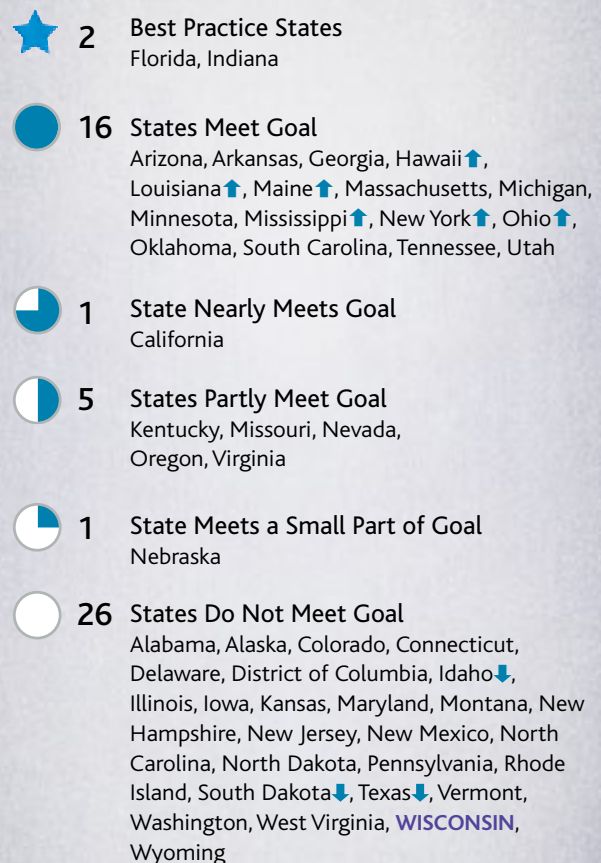 2 Best Practice States
Florida, Indiana
16 States Meet Goal
Arizona, Arkansas, Georgia, Hawaii⬆,
Louisiana⬆, Maine⬆, Massachusetts, Michigan,
Minnesota, Mississippi⬆, New York⬆, Ohio⬆,
Oklahoma, South Carolina, Tennessee, Utah
1 State Nearly Meets Goal
California
5 States Partly Meet Goal
Kentucky, Missouri, Nevada,
Oregon, Virginia
1 State Meets a Small Part of Goal
Nebraska
26 States Do Not Meet Goal
Alabama, Alaska, Colorado, Connecticut,
Delaware, District of Columbia, Idaho⬇,
Illinois, Iowa, Kansas, Maryland, Montana, New
Hampshire, New Jersey, New Mexico, North
Carolina, North Dakota, Pennsylvania, Rhode
Island, South Dakota⬇, Texas⬇, Vermont,
Washington, West Virginia, WISCONSIN,
Wyoming